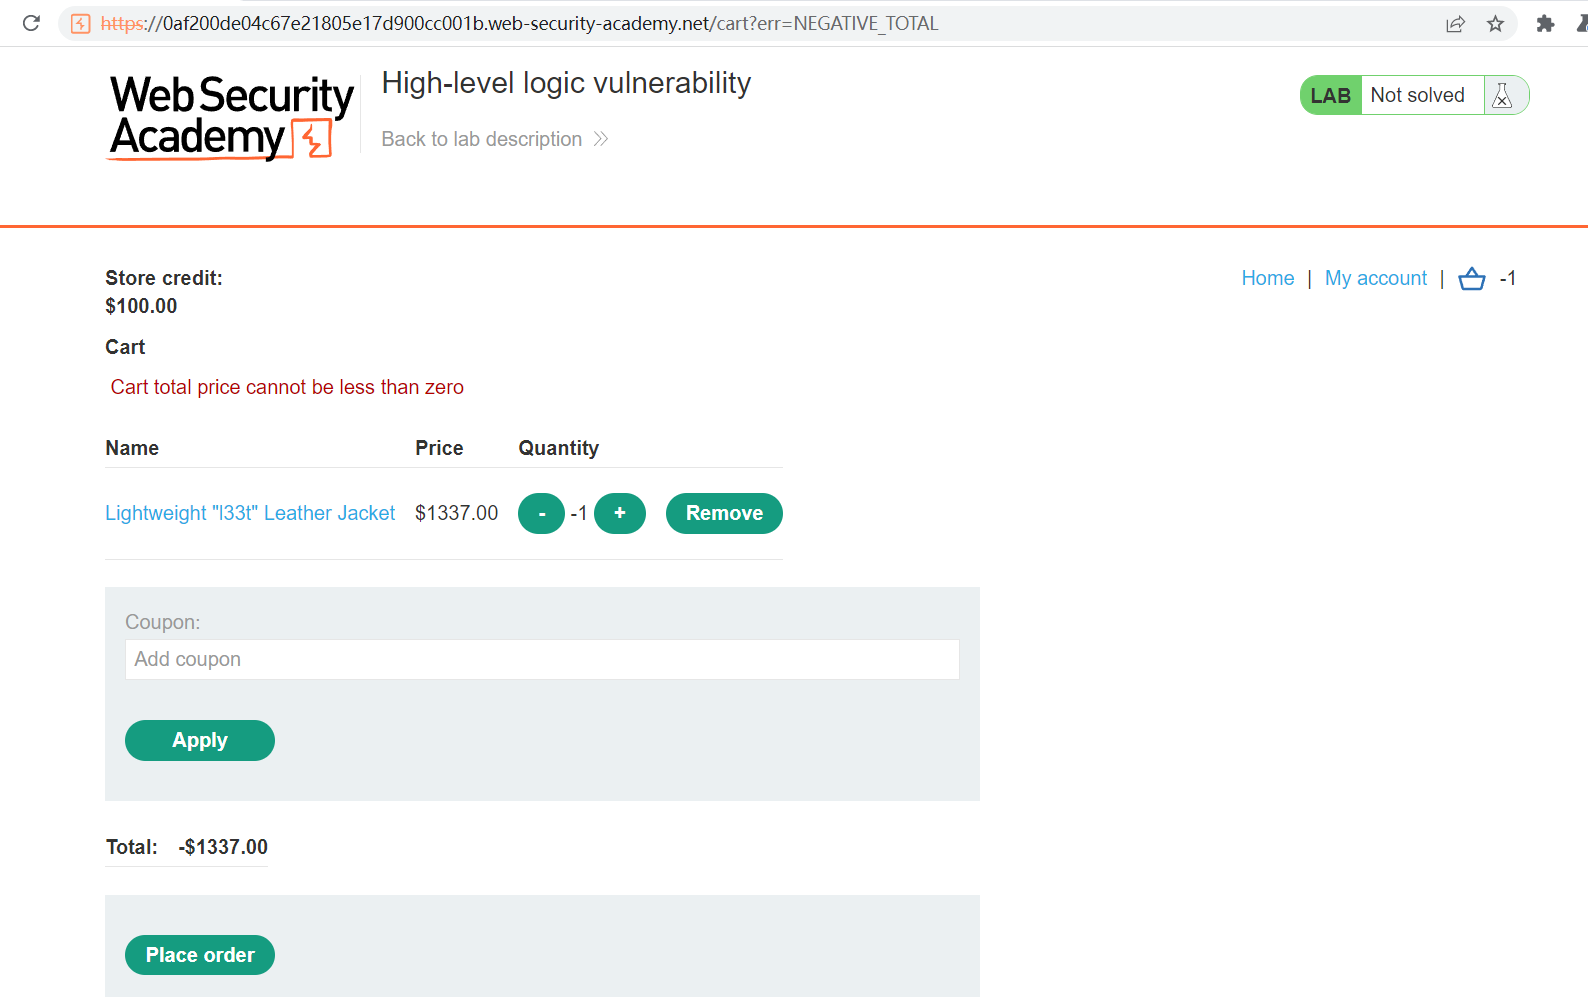 https://0af200de04c67e21805e17d900cc001b.web-security-academy.net/cart?err=NEGATIVE_TOTAL
Web Security
Academy
High-level logic vulnerability
Back to lab description
LAB Not solved
Store credit:
$100.00
Home | My account | -1
Cart
Cart total price cannot be less than zero
Name Price Quantity
Lightweight "l33t" Leather Jacket $1337.00 - -1 + Remove
Coupon:
Add coupon
Apply
Total: -$1337.00
Place order